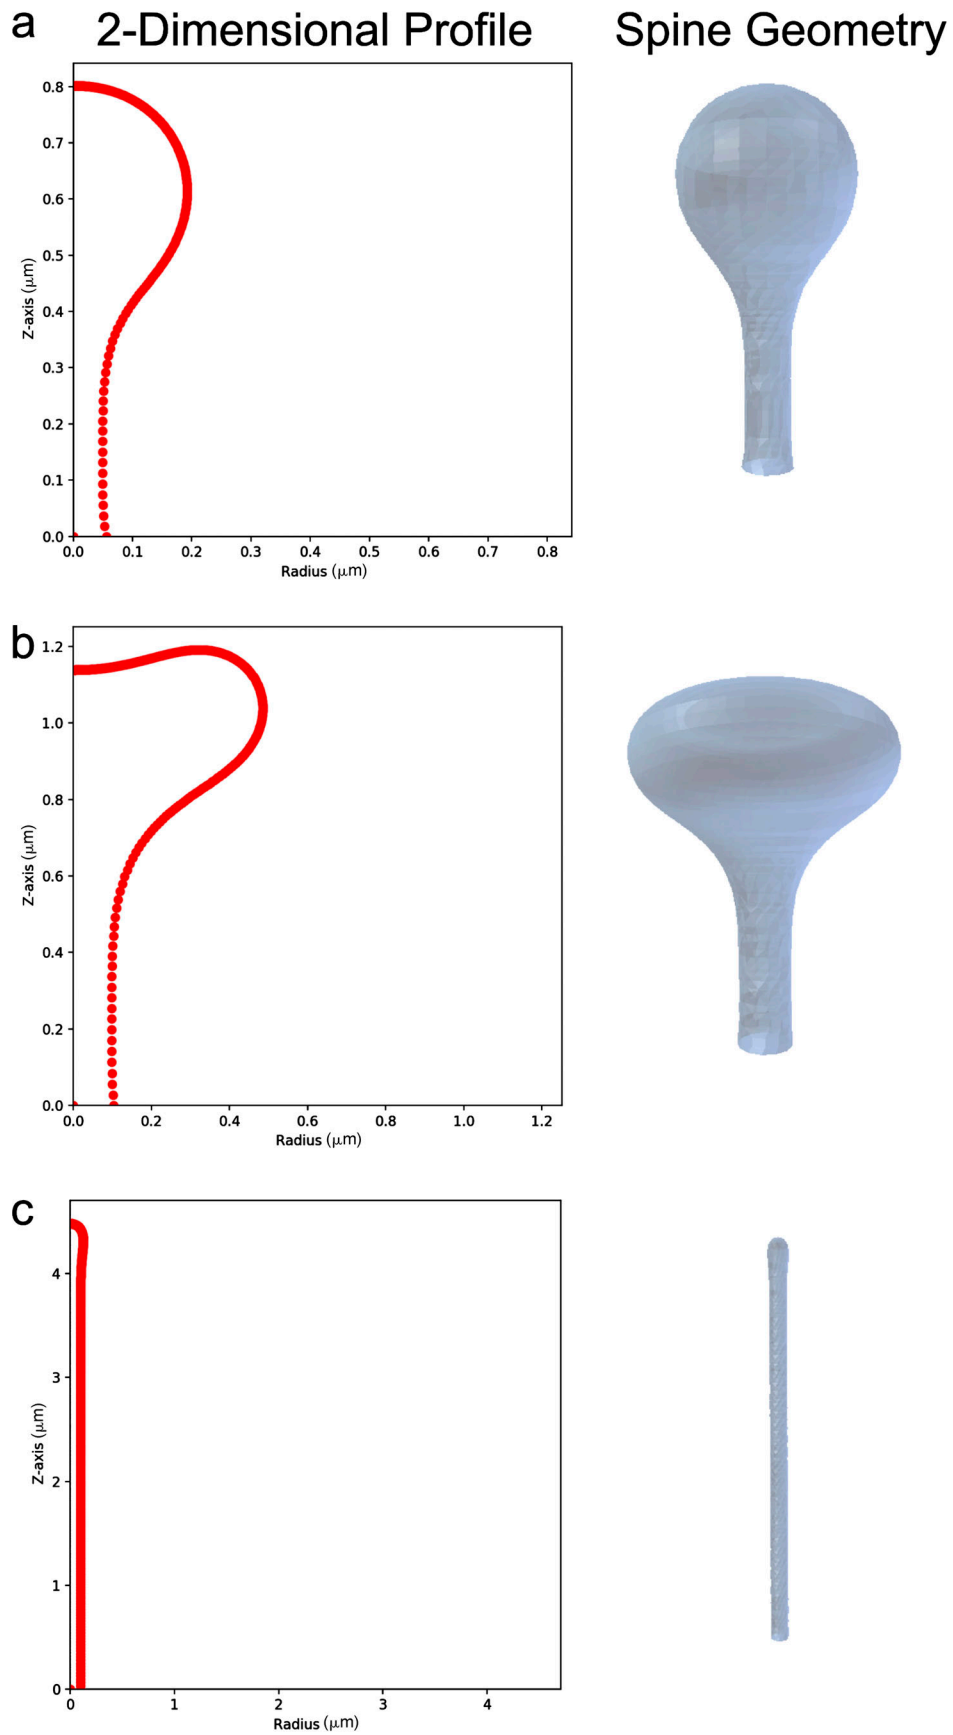 a 2-Dimensional Profile Spine Geometry
0.8
0.7
0.6
0.5
0.4
0.3
0.2
0.1
0.0
Z-axis (μm)
0.0 0.1 0.2 0.3 0.4 0.5 0.6 0.7 0.8
Radius (μm)
b
1.2
1.0
0.8
0.6
0.4
0.2
0.0
Z-axis (μm)
0.0 0.2 0.4 0.6 0.8 1.0 1.2
Radius (μm)
c
4
3
2
1
0
Z-axis (μm)
0 1 2 3 4
Radius (μm)